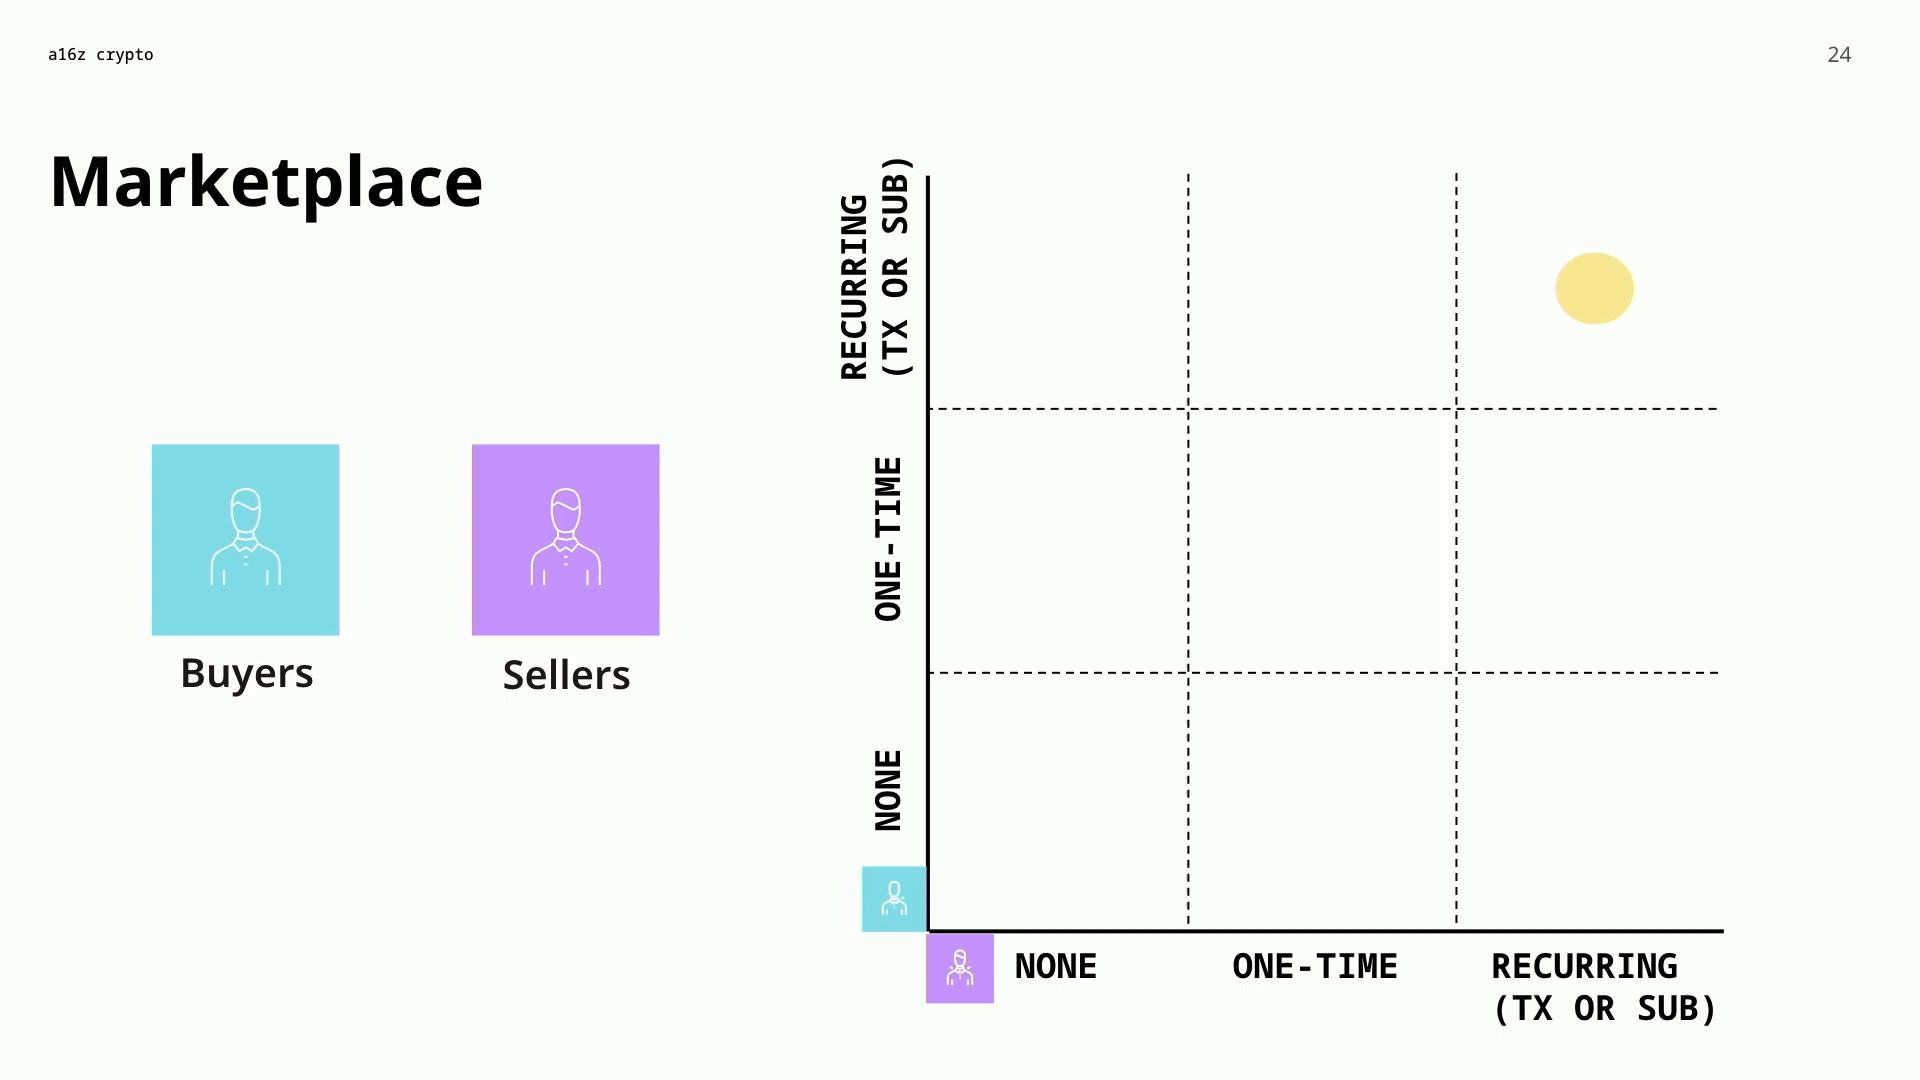 a16z crypto
24
Marketplace
Buyers
Sellers
RECURRING
(TX OR SUB)
ONE-TIME
NONE
NONE
ONE-TIME
RECURRING
(TX OR SUB)